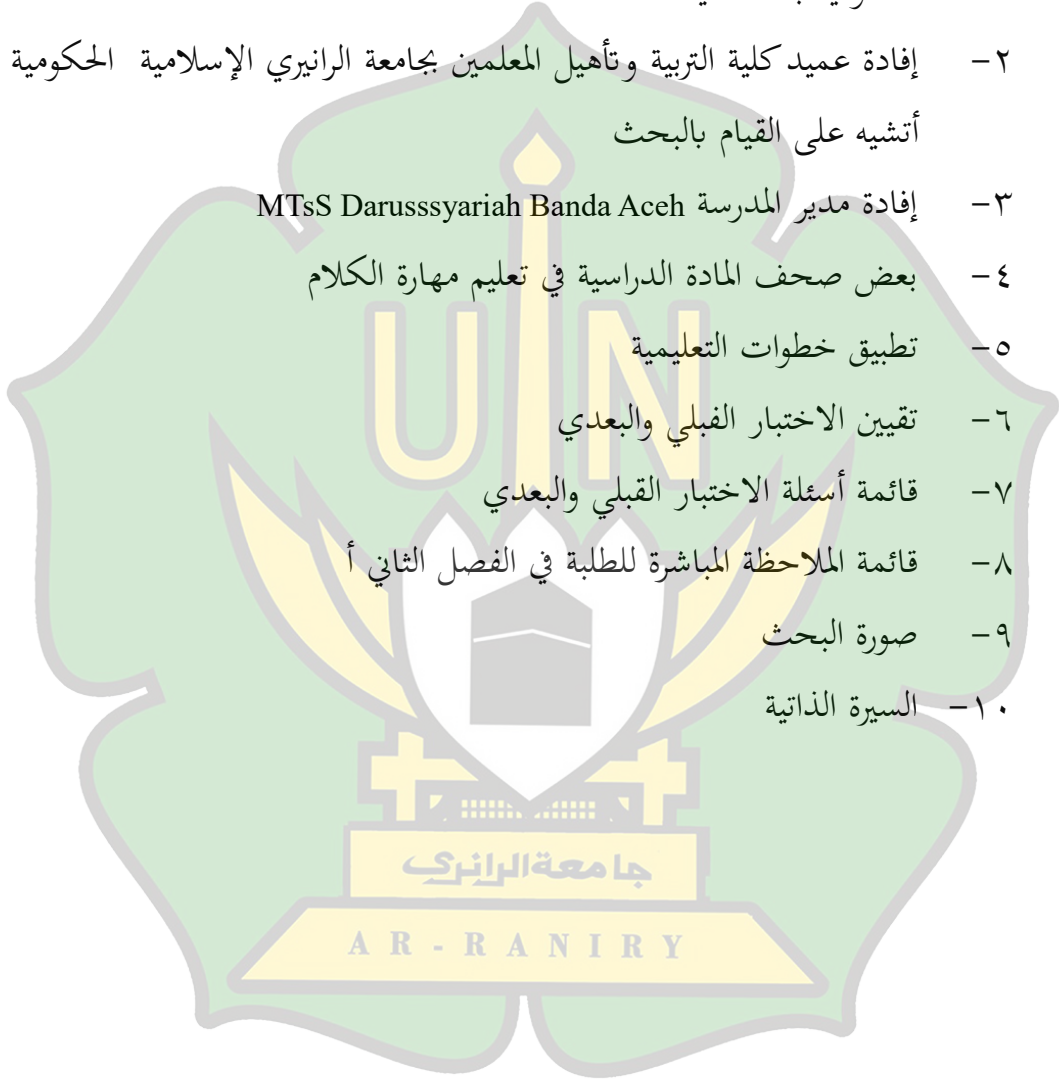 ٢- إفادة عميد كلية التربية وتأهيل المعلمين بجامعة الرانيري الإسلامية الحكومية
أتشيه على القيام بالبحث
٣- إفادة مدير المدرسة MTsS Darusssyariah Banda Aceh
٤- بعض صحف المادة الدراسية في تعليم مهارة الكلام
٥- تطبيق خطوات التعليمية
٦- تقيين الاختبار الفبلي والبعدي
٧- قائمة أسئلة الاختبار القبلي والبعدي
٨- قائمة الملاحظة المباشرة للطلبة في الفصل الثاني أ
٩- صورة البحث
١٠- السيرة الذاتية
UIN
جامعة الرانري
AR-RANIRY